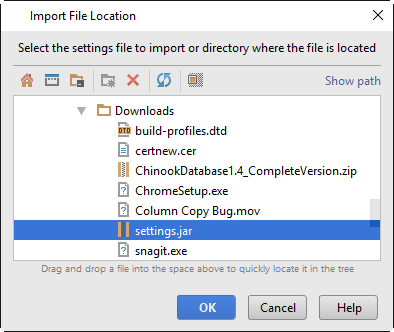 Import File Location
Select the settings file to import or directory where the file is located
Show path
Downloads
DTD build-profiles.dtd
certnew.cer
ChinookDatabase1.4_CompleteVersion.zip
? ChromeSetup.exe
? Column Copy Bug.mov
settings.jar
? snagit.exe
Drag and drop a file into the space above to quickly locate it in the tree
OK Cancel Help